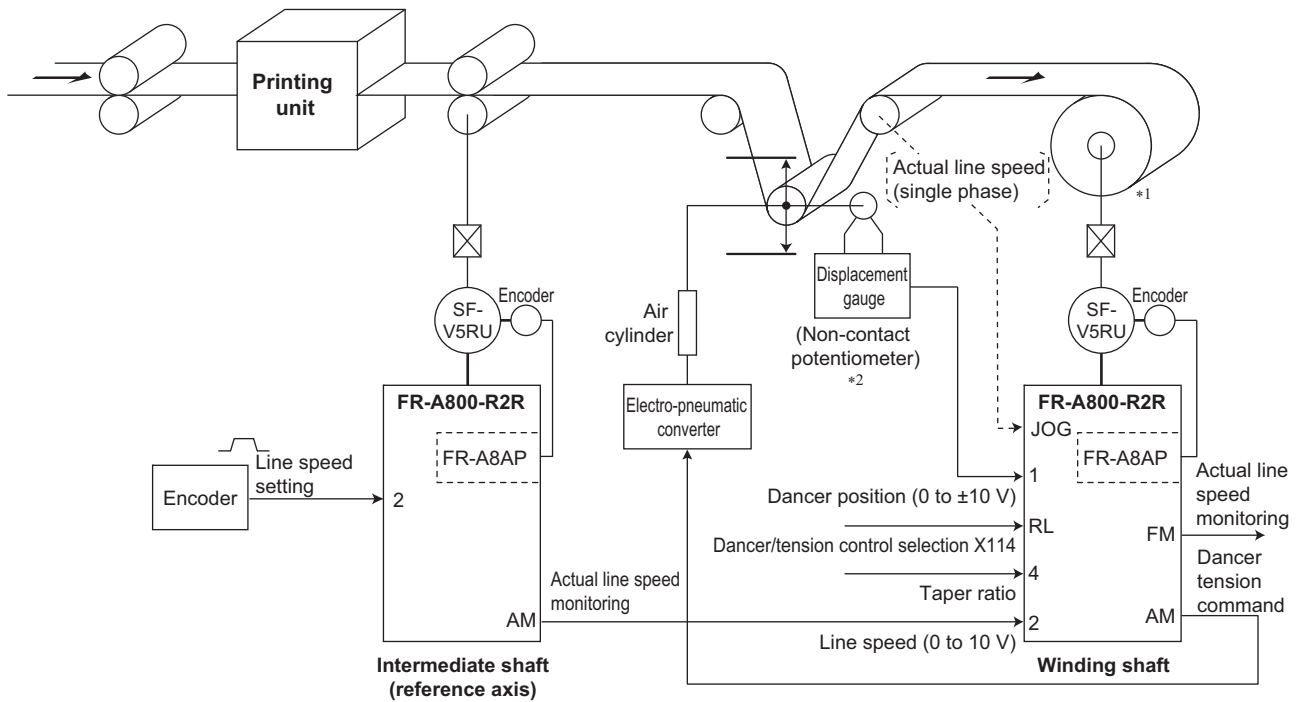 Printing
unit
Actual line speed
(single phase)
*1
Displacement
gauge
(Non-contact
potentiometer)
*2
Air
cylinder
Electro-pneumatic
converter
SF-
V5RU
Encoder
FR-A800-R2R
FR-A8AP
Encoder
Line speed
setting
2
AM
Intermediate shaft
(reference axis)
Actual line speed
monitoring
SF-
V5RU
Encoder
FR-A800-R2R
JOG
FR-A8AP
1
Dancer position (0 to ±10 V)
RL
Dancer/tension control selection X114
4
Taper ratio
2
Line speed (0 to 10 V)
FM
AM
Actual line
speed
monitoring
Dancer
tension
command
Winding shaft